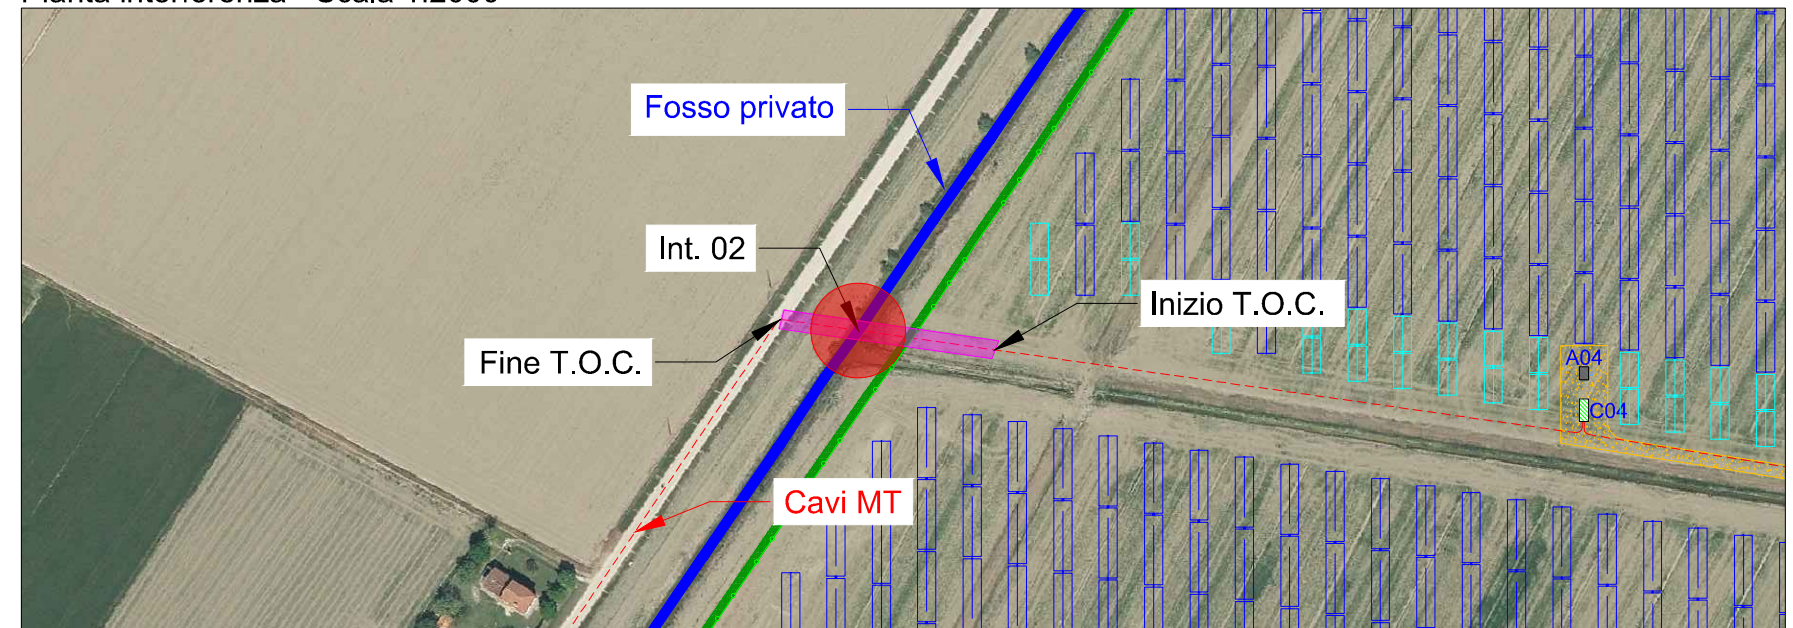 Fosso privato
Int. 02
Inizio T.O.C.
Fine T.O.C.
A04
C04
Cavi MT